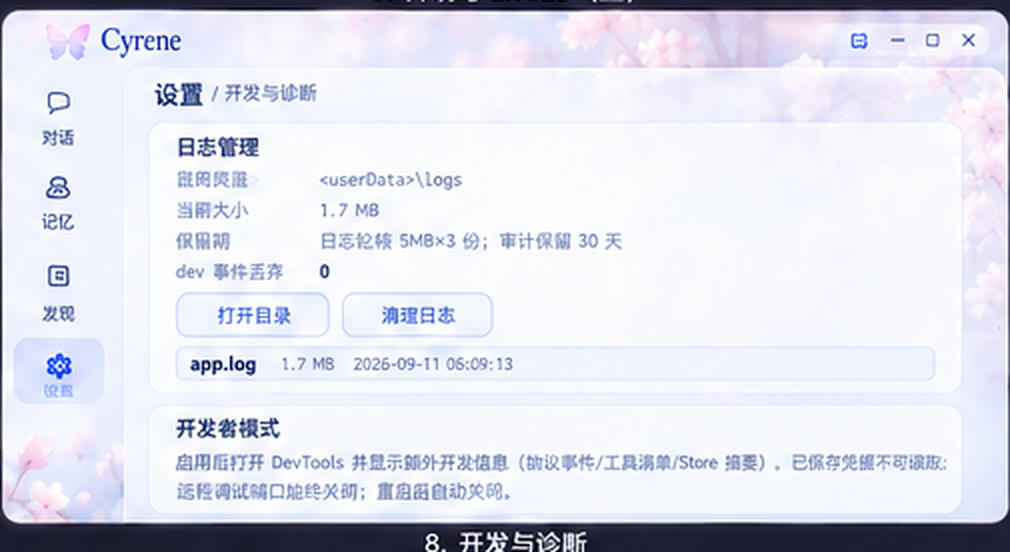 Cyrene
设置 / 开发与诊断
对话
记忆
发现
设置
日志管理
<userData>\logs
当前大小 1.7 MB
保留期 日志轮转 5MB×3 份；审计保留 30 天
dev 事件丢弃 0
打开目录 清理日志
app.log 1.7 MB 2026-09-11 06:09:13
开发者模式
启用后打开 DevTools 并显示额外开发信息（协议事件/工具清单/Store 摘要）。已保存凭据不可读取；
远程调试端口始终关闭；重启后自动关闭。
8. 开发与诊断